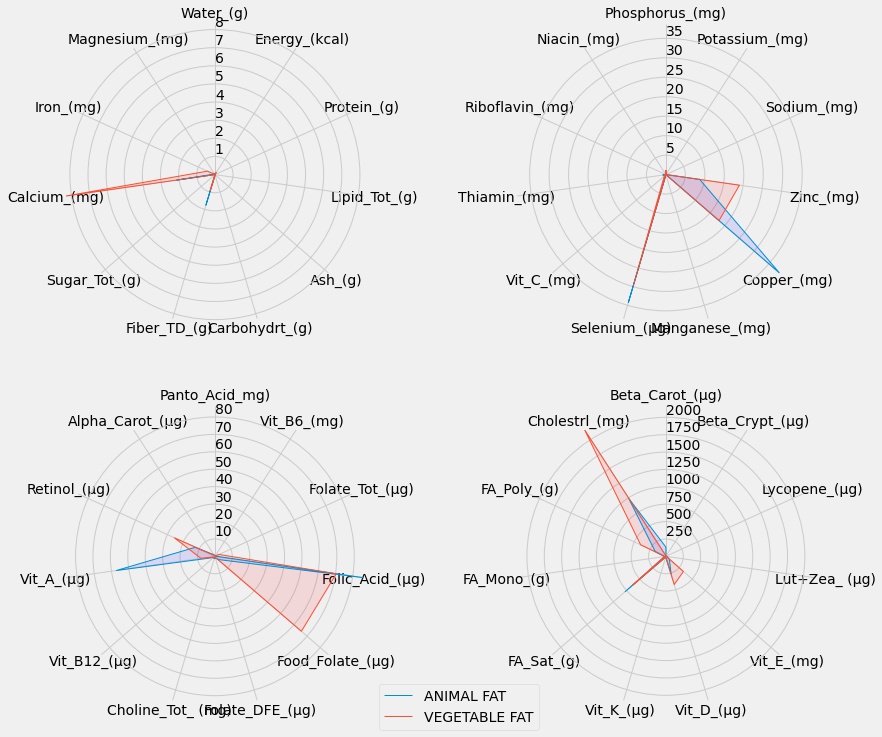 Water_(g)
8
7
6
5
4
3
2
1
Magnesium_(mg)
Energy_(kcal)
Iron_(mg)
Protein_(g)
Calcium_(mg)
Lipid_Tot_(g)
Sugar_Tot_(g)
Ash_(g)
Fiber_TD_(g)
Carbohydrt_(g)
Phosphorus_(mg)
35
30
25
20
15
10
5
Niacin_(mg)
Potassium_(mg)
Riboflavin_(mg)
Sodium_(mg)
Thiamin_(mg)
Zinc_(mg)
Vit_C_(mg)
Copper_(mg)
Selenium_(µg)
Manganese_(mg)
Panto_Acid_mg)
80
70
60
50
40
30
20
10
Alpha_Carot_(µg)
Vit_B6_(mg)
Retinol_(µg)
Folate_Tot_(µg)
Vit_A_(µg)
Folic_Acid_(µg)
Vit_B12_(µg)
Food_Folate_(µg)
Choline_Tot_ (mg)
Folate_DFE_(µg)
Beta_Carot_(µg)
2000
1750
1500
1250
1000
750
500
250
Cholestrl_(mg)
Beta_Crypt_(µg)
FA_Poly_(g)
Lycopene_(µg)
FA_Mono_(g)
Lut+Zea_ (µg)
FA_Sat_(g)
Vit_E_(mg)
Vit_K_(µg)
Vit_D_(µg)
ANIMAL FAT
VEGETABLE FAT